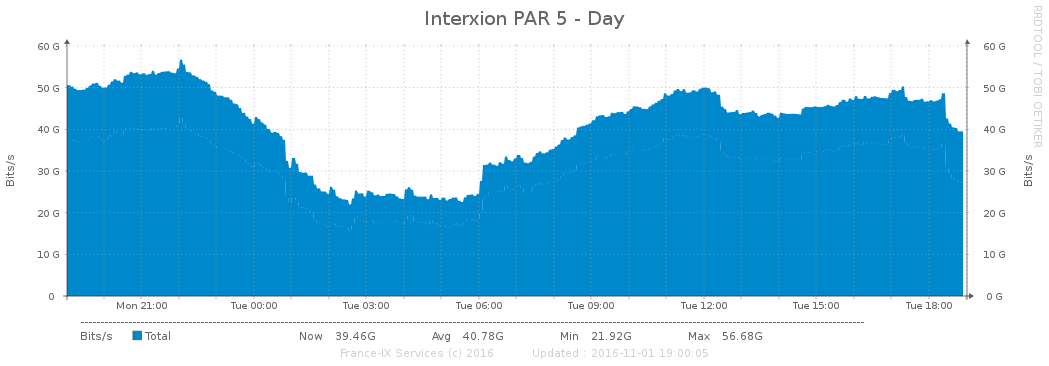 Interxion PAR 5 - Day
RRDTOOL / TOBI OETIKER
Bits/s
Bits/s
60 G 60 G
50 G 50 G
40 G 40 G
30 G 30 G
20 G 20 G
10 G 10 G
0 0 G
Mon 21:00 Tue 00:00 Tue 03:00 Tue 06:00 Tue 09:00 Tue 12:00 Tue 15:00 Tue 18:00
Bits/s Total Now 39.46G Avg 40.78G Min 21.92G Max 56.68G
France-IX Services (c) 2016 Updated : 2016-11-01 19:00:05